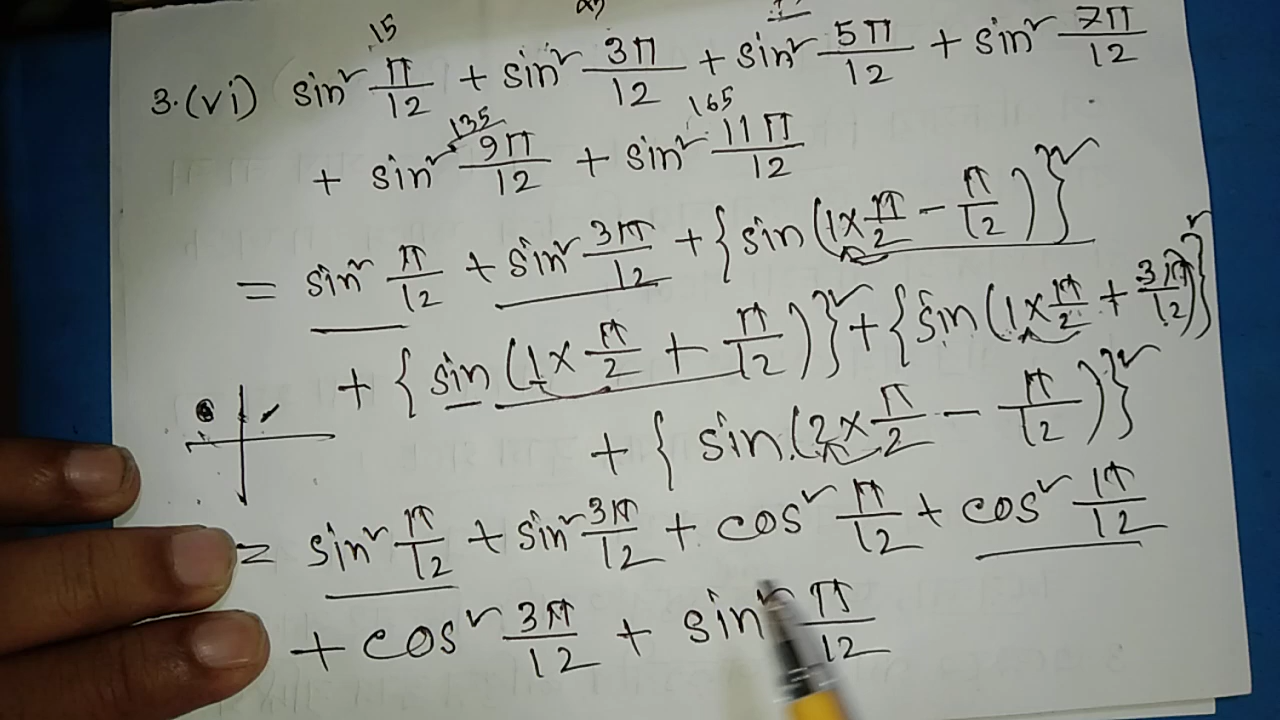 15
3.(vi) sin² π/12 + sin² 3π/12 + sin² 5π/12 + sin² 7π/12
135 165
+ sin² 9π/12 + sin² 11π/12
= sin² π/12 + sin² 3π/12 + {sin (1×π/2 − π/12)}²
+ {sin (1×π/2 + π/12)}² + {sin (1×π/2 + 3π/12)}²
+ {sin (2×π/2 − π/12)}²
= sin² π/12 + sin² 3π/12 + cos² π/12 + cos² π/12
+ cos² 3π/12 + sin² π/12